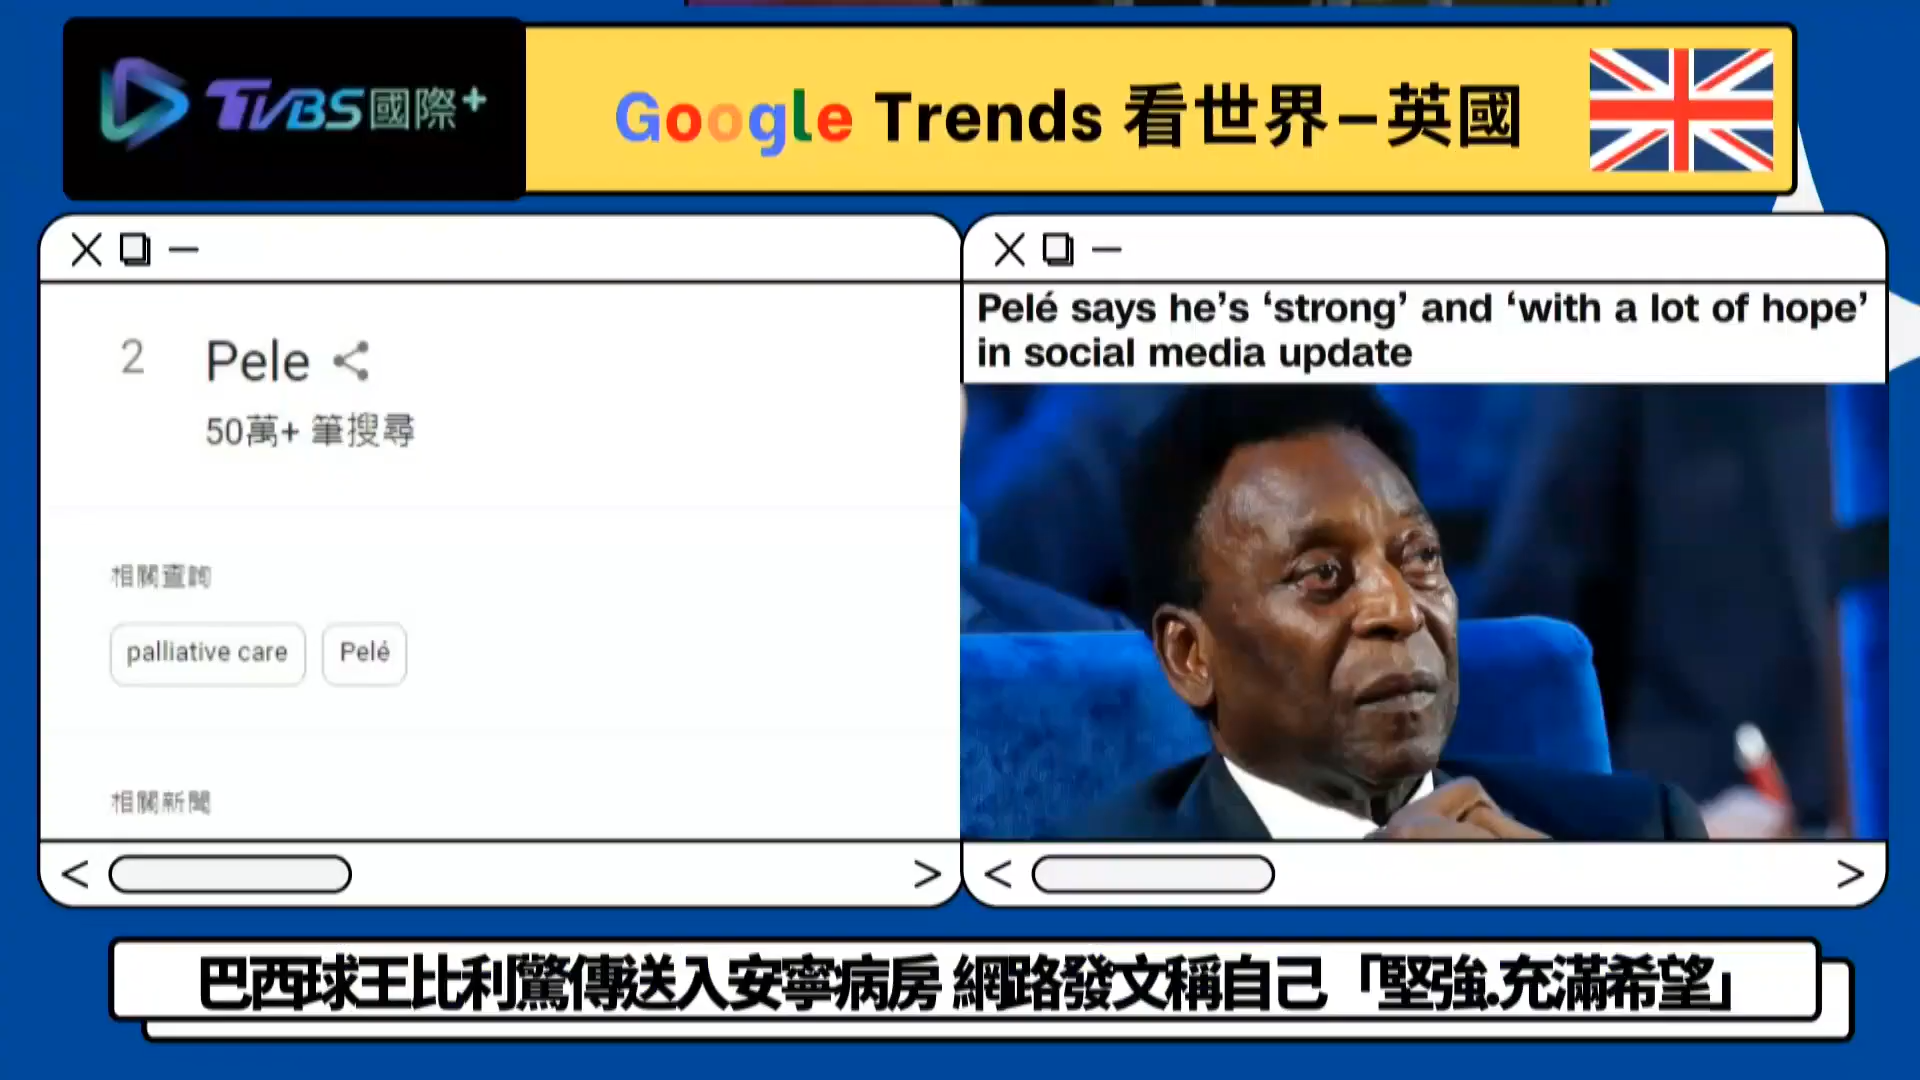 TVBS國際+
Google Trends 看世界–英國
2 Pele
50萬+ 筆搜尋
相關查詢
palliative care
Pelé
相關新聞
Pelé says he’s ‘strong’ and ‘with a lot of hope’
in social media update
巴西球王比利驚傳送入安寧病房 網路發文稱自己「堅強.充滿希望」